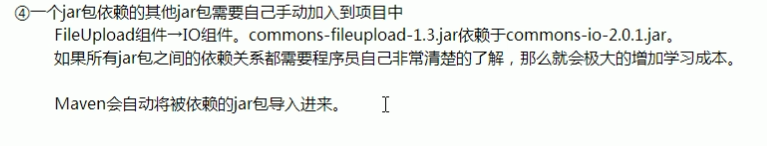 ④一个jar包依赖的其他jar包需要自己手动加入到项目中
FileUpload组件→IO组件。commons-fileupload-1.3.jar依赖于commons-io-2.0.1.jar。
如果所有jar包之间的依赖关系都需要程序员自己非常清楚的了解，那么就会极大的增加学习成本。
Maven会自动将被依赖的jar包导入进来。